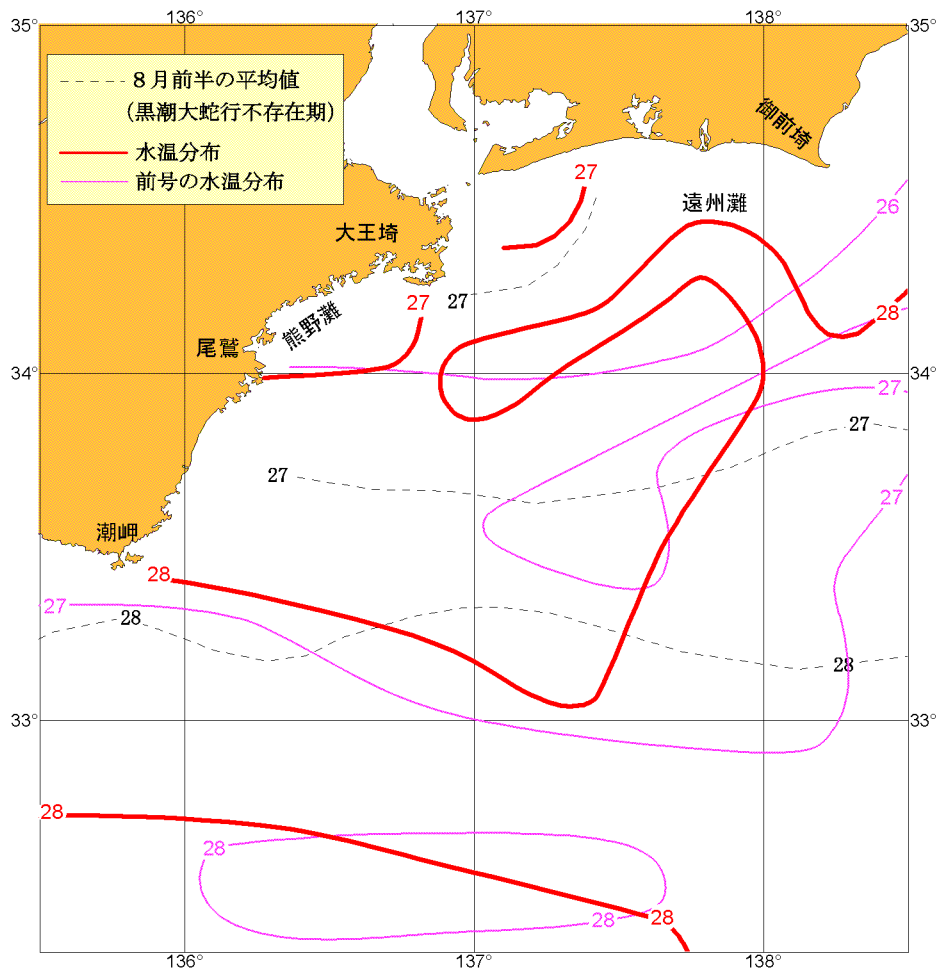 136°
137°
138°
35°
35°
８月前半の平均値
（黒潮大蛇行不存在期）
水温分布
前号の水温分布
御前埼
27
遠州灘
26
大王埼
27
27
28
熊野灘
尾鷲
34°
34°
27
27
27
27
潮岬
28
27
28
28
33°
33°
28
28
28
28
136°
137°
138°